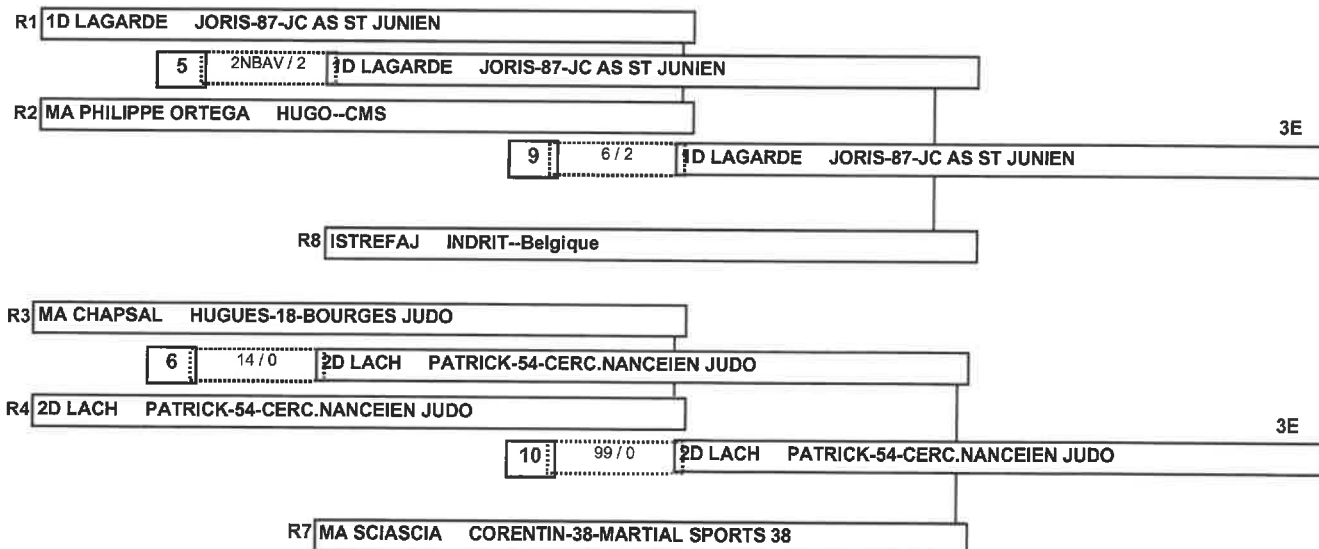 R1 1D LAGARDE JORIS-87-JC AS ST JUNIEN
5 2NBAV / 2 1D LAGARDE JORIS-87-JC AS ST JUNIEN
R2 MA PHILIPPE ORTEGA HUGO--CMS
3E
9 6 / 2 1D LAGARDE JORIS-87-JC AS ST JUNIEN
R8 ISTREFAJ INDRIT--Belgique
R3 MA CHAPSAL HUGUES-18-BOURGES JUDO
6 14 / 0 2D LACH PATRICK-54-CERC.NANCEIEN JUDO
R4 2D LACH PATRICK-54-CERC.NANCEIEN JUDO
3E
10 99 / 0 2D LACH PATRICK-54-CERC.NANCEIEN JUDO
R7 MA SCIASCIA CORENTIN-38-MARTIAL SPORTS 38